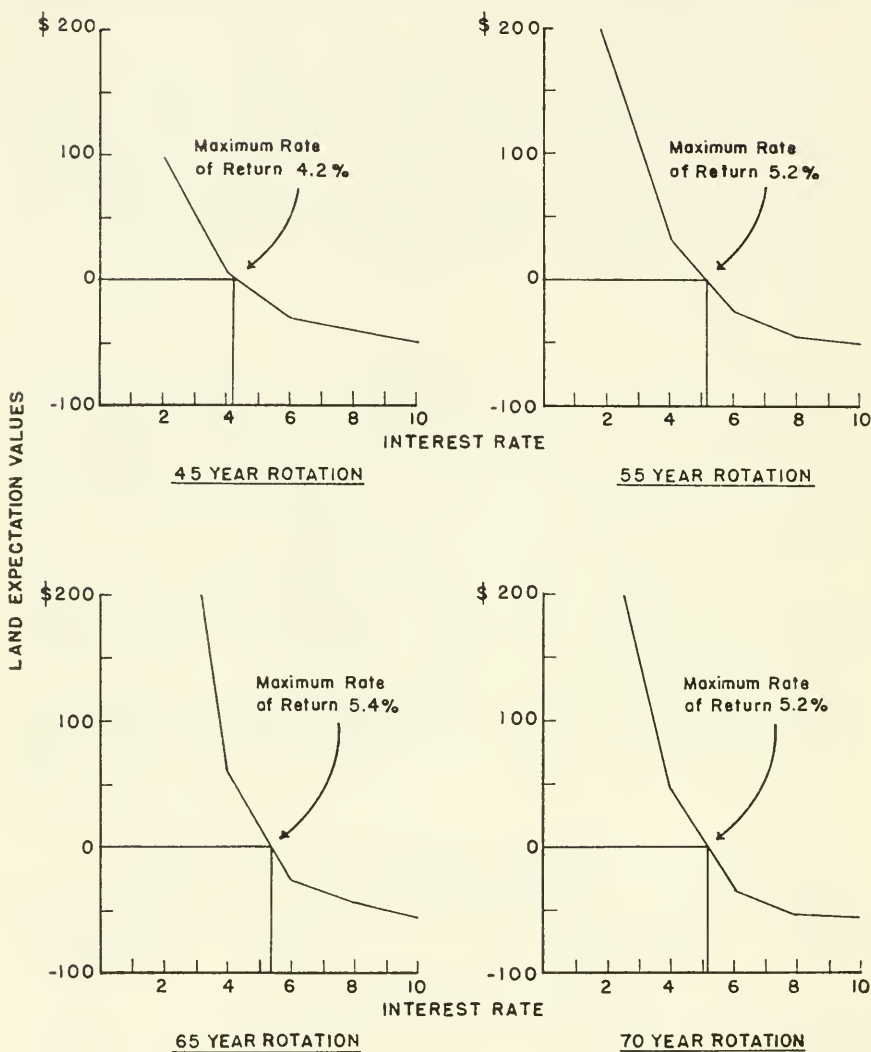 LAND EXPECTATION VALUES
$ 200
100
0
-100
Maximum Rate
of Return 4.2%
2 4 6 8 10
INTEREST RATE
45 YEAR ROTATION
$ 200
100
0
-100
Maximum Rate
of Return 5.2%
2 4 6 8 10
55 YEAR ROTATION
$200
100
0
-100
Maximum Rate
of Return 5.4%
2 4 6 8 10
INTEREST RATE
65 YEAR ROTATION
$ 200
100
0
-100
Maximum Rate
of Return 5.2%
2 4 6 8 10
70 YEAR ROTATION